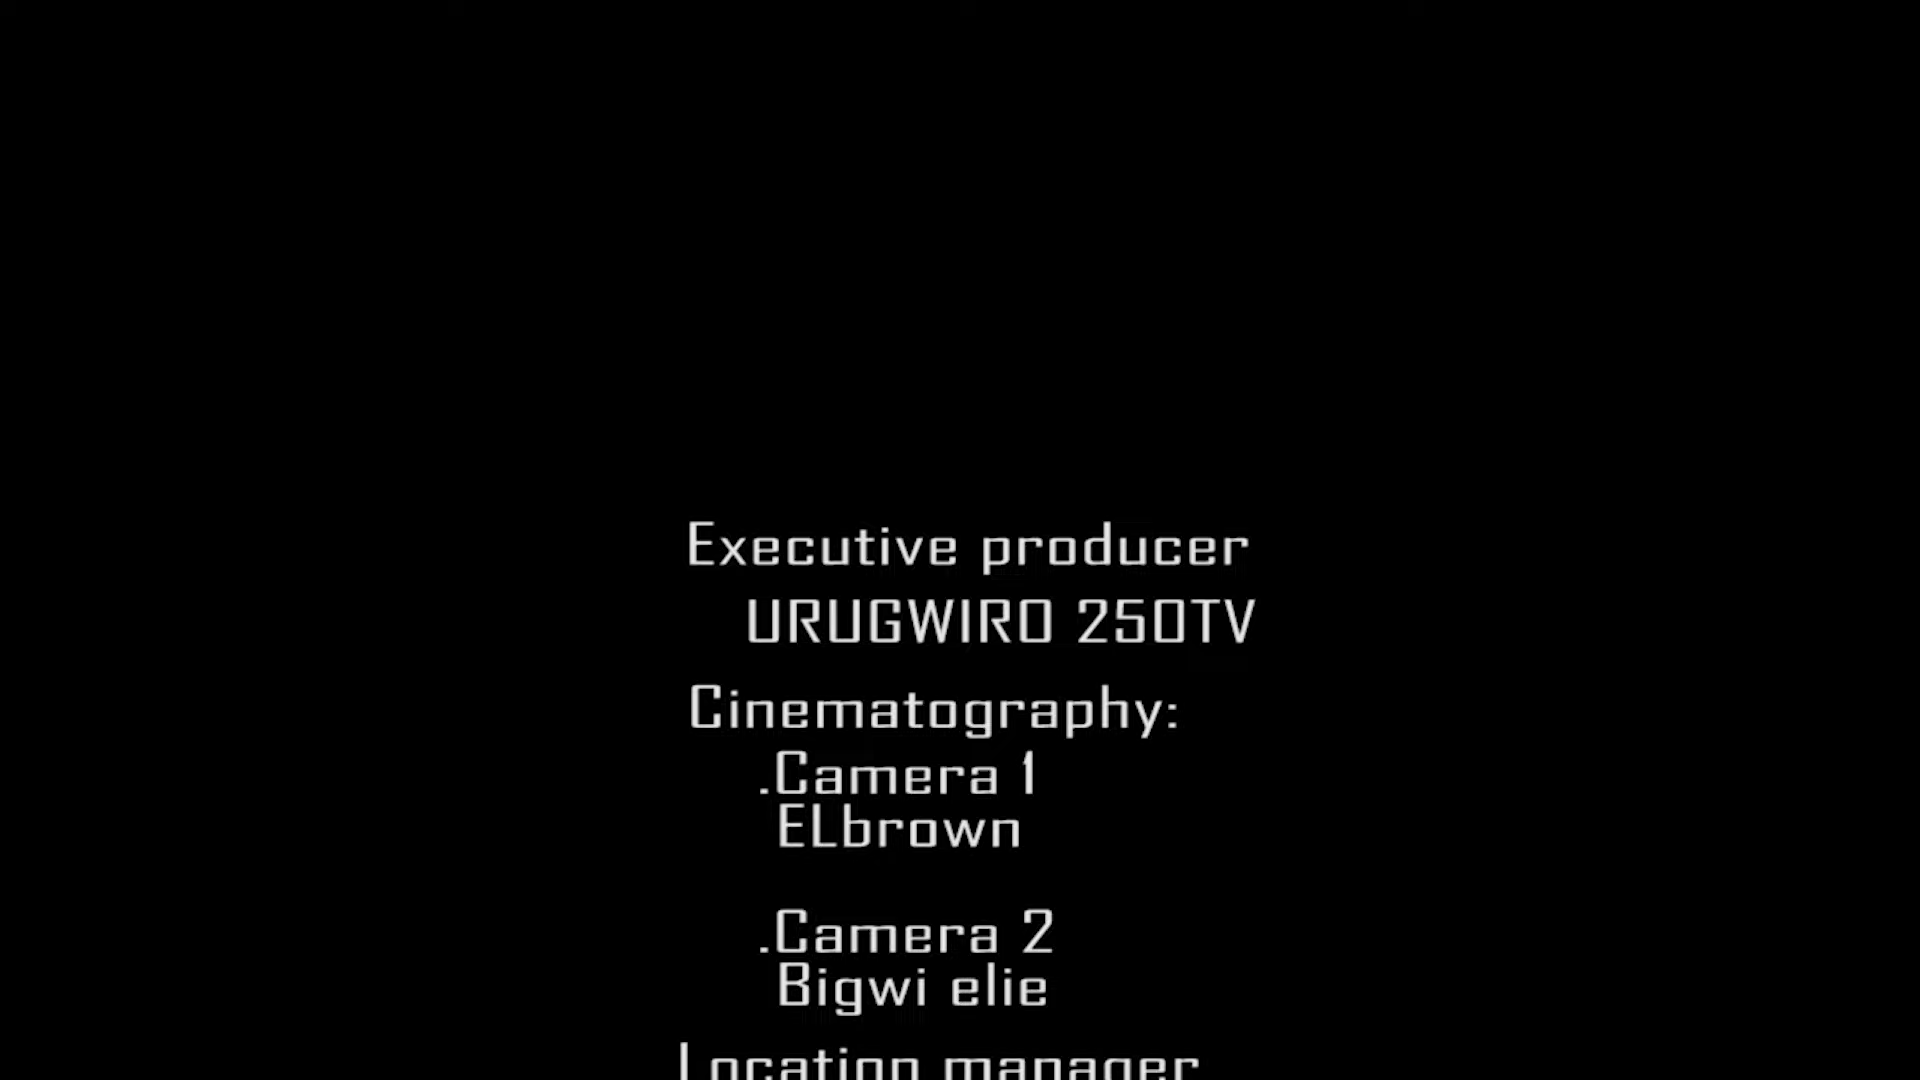 Executive producer
URUGWIRO 250TV
Cinematography:
.Camera 1
ELbrown
.Camera 2
Bigwi elie
Location manager